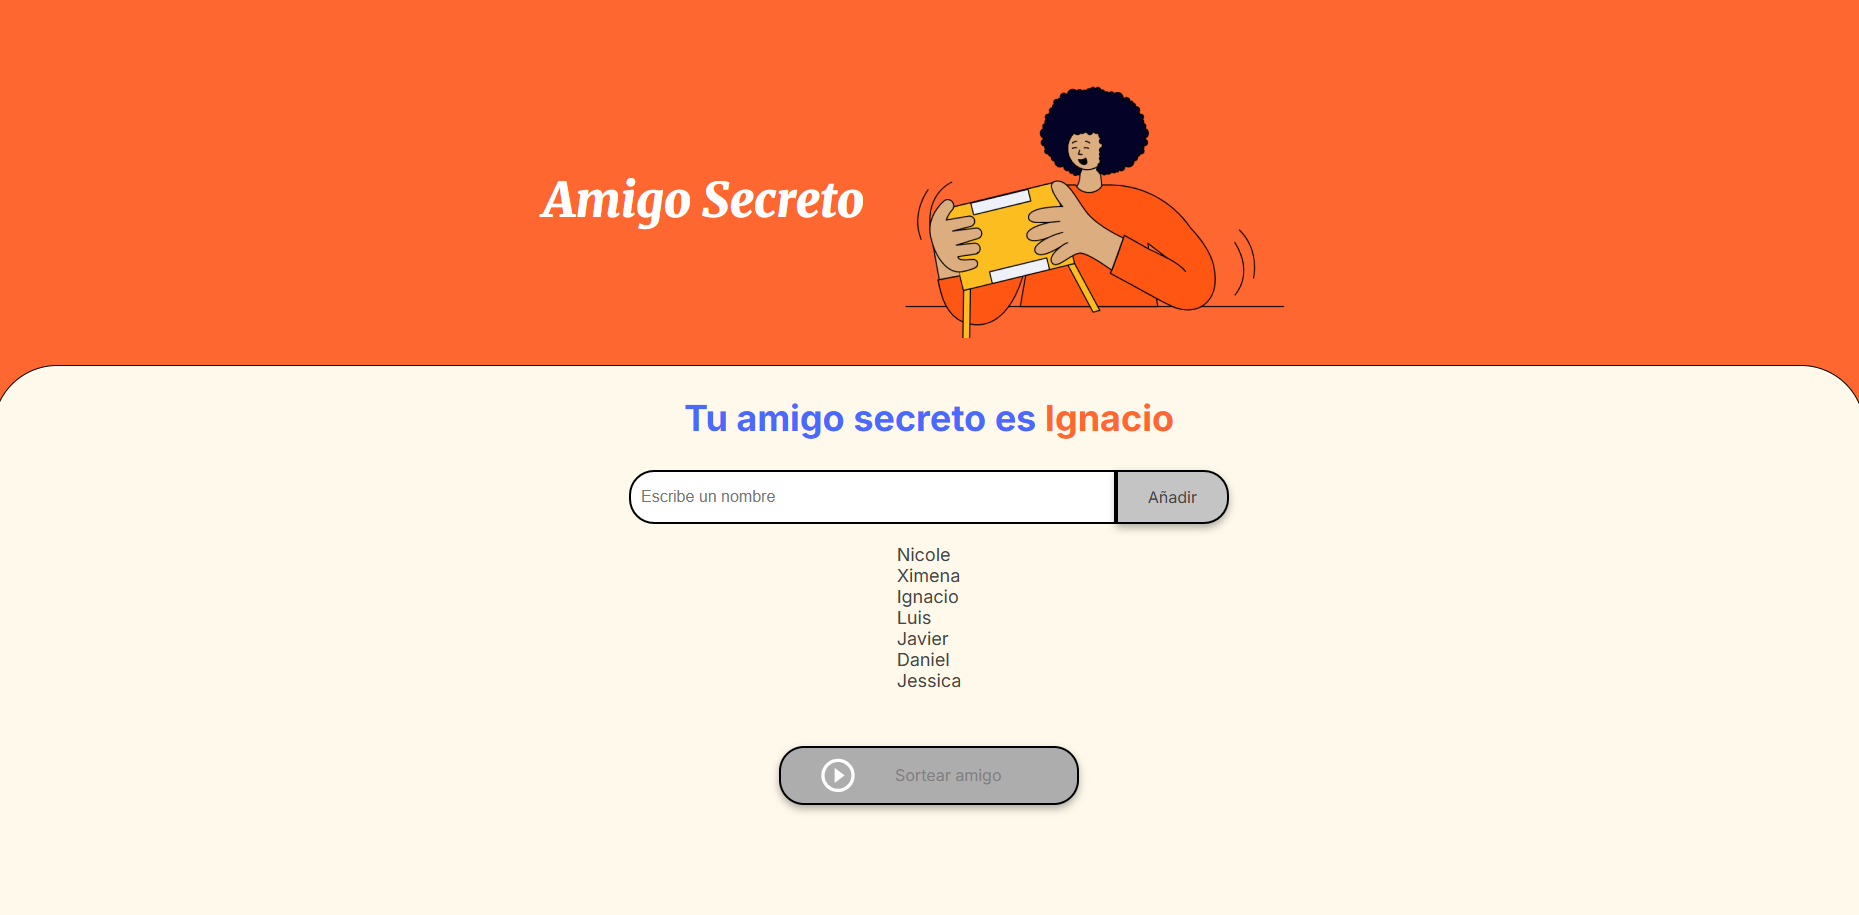 Amigo Secreto
Tu amigo secreto es Ignacio
Escribe un nombre
Añadir
Nicole
Ximena
Ignacio
Luis
Javier
Daniel
Jessica
Sortear amigo